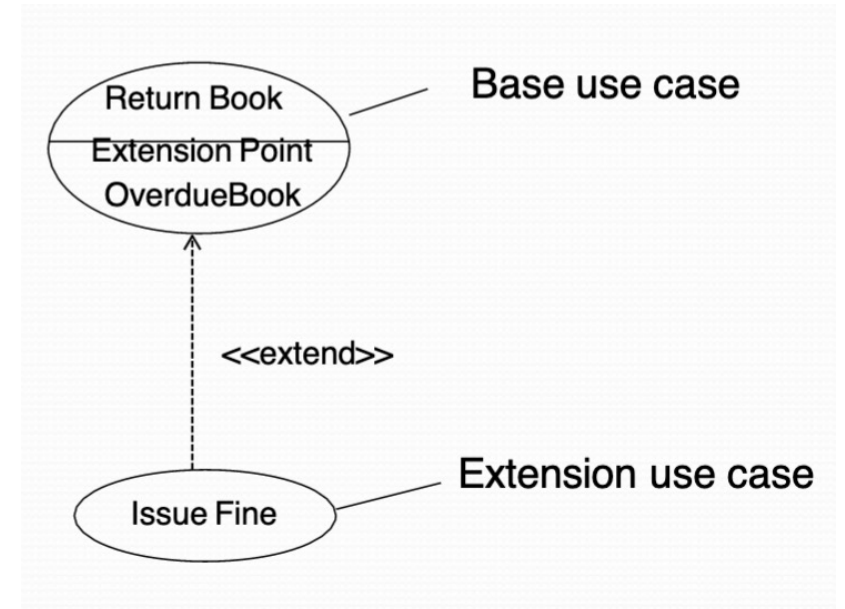 Return Book
Extension Point
OverdueBook
Base use case
<<extend>>
Issue Fine
Extension use case